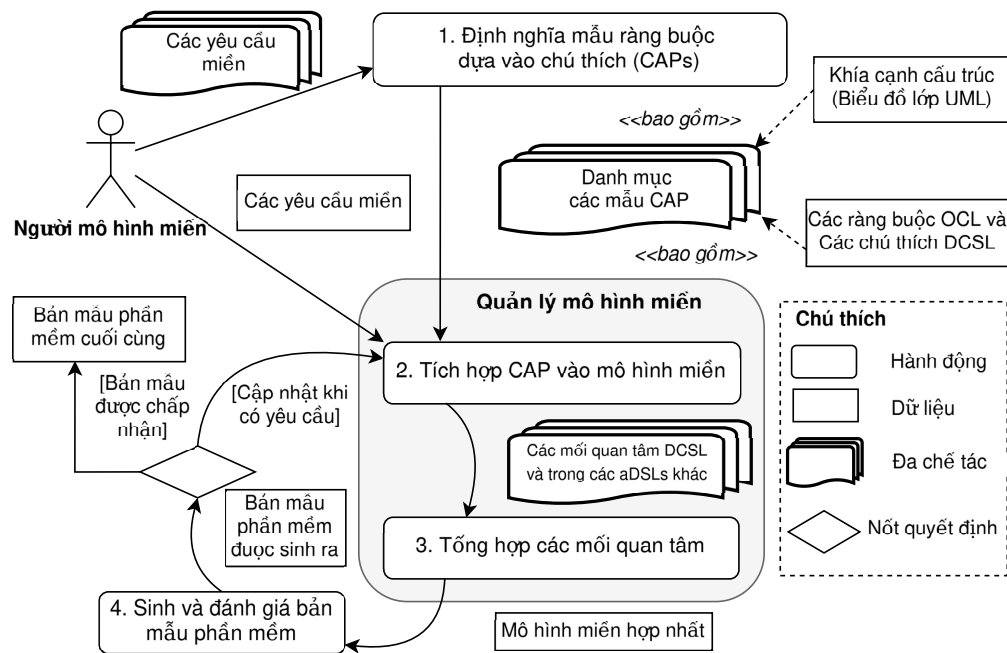 Các yêu cầu
miền
1. Định nghĩa mẫu ràng buộc
dựa vào chú thích (CAPs)
Khía cạnh cấu trúc
(Biểu đồ lớp UML)
<<bao gồm>>
Danh mục
các mẫu CAP
Người mô hình miền
Các yêu cầu miền
Các ràng buộc OCL và
Các chú thích DCSL
<<bao gồm>>
Quản lý mô hình miền
Bản mẫu phần
mềm cuối cùng
2. Tích hợp CAP vào mô hình miền
[Bản mẫu
được chấp
nhận]
[Cập nhật khi
có yêu cầu]
Các mối quan tâm DCSL
và trong các aDSLs khác
Bản mẫu
phần mềm
đuọc sinh ra
3. Tổng hợp các mối quan tâm
4. Sinh và đánh giá bản
mẫu phần mềm
Mô hình miền hợp nhất
Chú thích
Hành động
Dữ liệu
Đa chế tác
Nốt quyết định